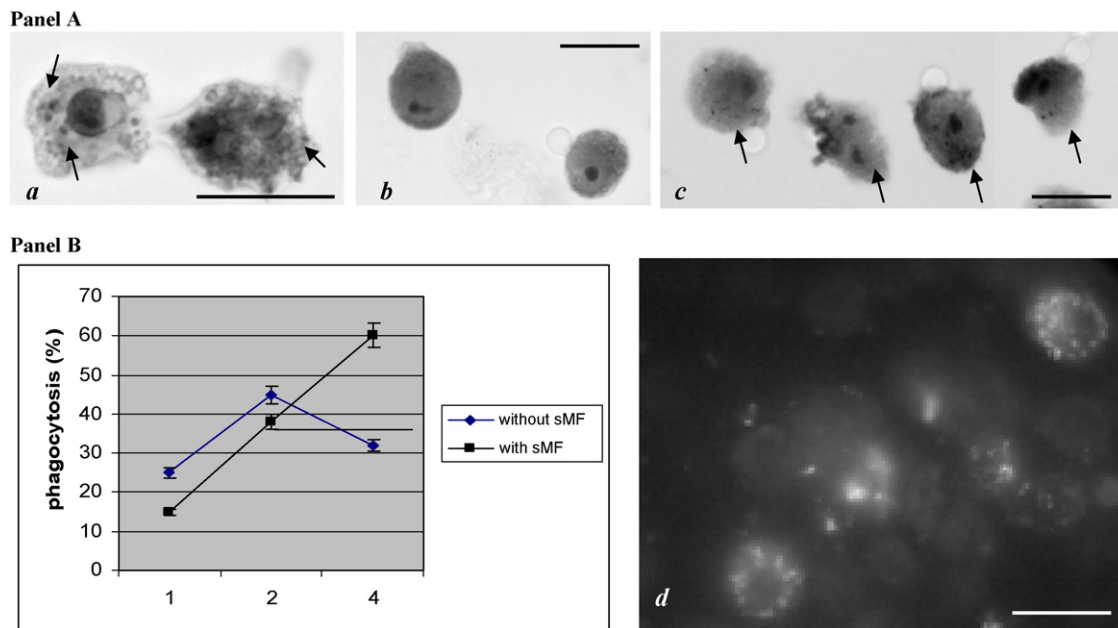 Panel A
a
b
c
Panel B
70
60
50
40
30
20
10
0
phagocytosis (%)
1 2 4
without sMF
with sMF
d